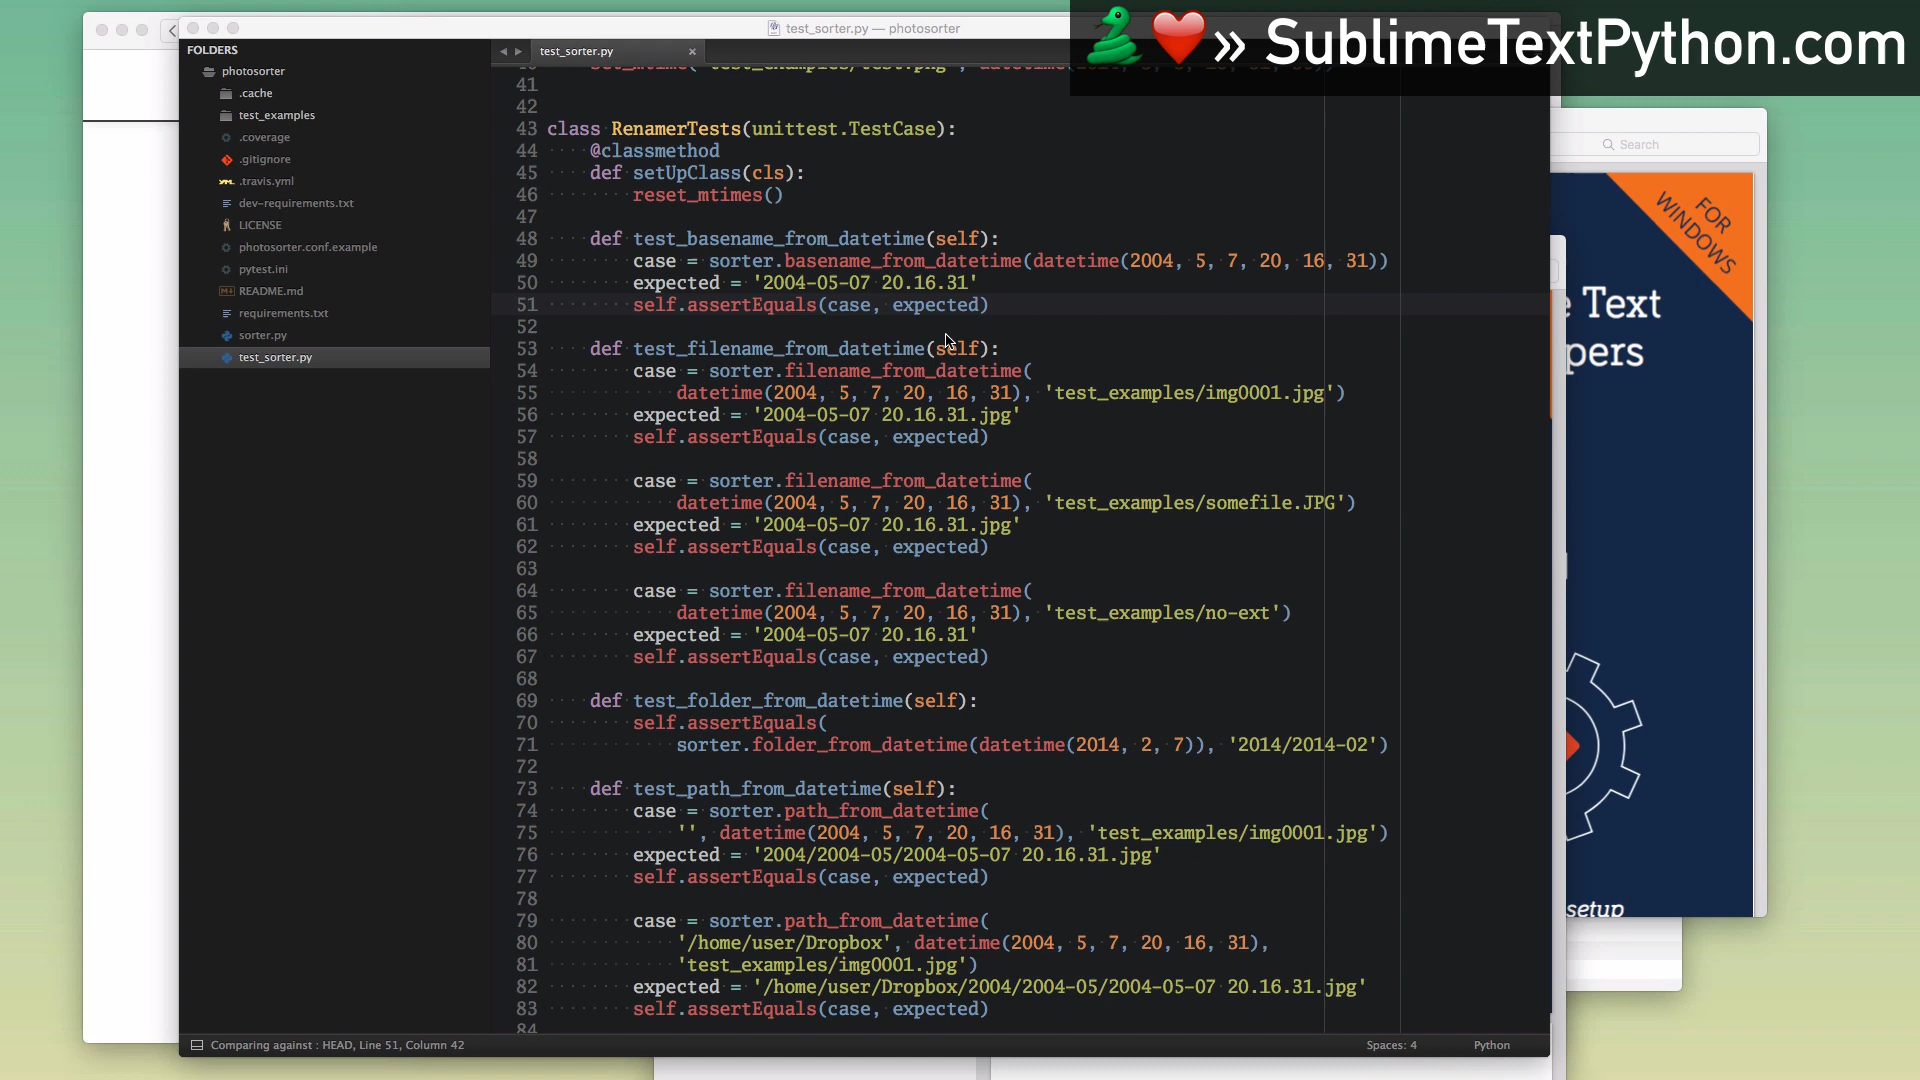 test_sorter.py — photosorter
» SublimeTextPython.com
FOLDERS
photosorter
.cache
test_examples
.coverage
.gitignore
.travis.yml
dev-requirements.txt
LICENSE
photosorter.conf.example
pytest.ini
README.md
requirements.txt
sorter.py
test_sorter.py
test_sorter.py ×
41
42
43 class RenamerTests(unittest.TestCase):
44 @classmethod
45 def setUpClass(cls):
46 reset_mtimes()
47
48 def test_basename_from_datetime(self):
49 case = sorter.basename_from_datetime(datetime(2004, 5, 7, 20, 16, 31))
50 expected = '2004-05-07 20.16.31'
51 self.assertEquals(case, expected)
52
53 def test_filename_from_datetime(self):
54 case = sorter.filename_from_datetime(
55 datetime(2004, 5, 7, 20, 16, 31), 'test_examples/img0001.jpg')
56 expected = '2004-05-07 20.16.31.jpg'
57 self.assertEquals(case, expected)
58
59 case = sorter.filename_from_datetime(
60 datetime(2004, 5, 7, 20, 16, 31), 'test_examples/somefile.JPG')
61 expected = '2004-05-07 20.16.31.jpg'
62 self.assertEquals(case, expected)
63
64 case = sorter.filename_from_datetime(
65 datetime(2004, 5, 7, 20, 16, 31), 'test_examples/no-ext')
66 expected = '2004-05-07 20.16.31'
67 self.assertEquals(case, expected)
68
69 def test_folder_from_datetime(self):
70 self.assertEquals(
71 sorter.folder_from_datetime(datetime(2014, 2, 7)), '2014/2014-02')
72
73 def test_path_from_datetime(self):
74 case = sorter.path_from_datetime(
75 '', datetime(2004, 5, 7, 20, 16, 31), 'test_examples/img0001.jpg')
76 expected = '2004/2004-05/2004-05-07 20.16.31.jpg'
77 self.assertEquals(case, expected)
78
79 case = sorter.path_from_datetime(
80 '/home/user/Dropbox', datetime(2004, 5, 7, 20, 16, 31),
81 'test_examples/img0001.jpg')
82 expected = '/home/user/Dropbox/2004/2004-05/2004-05-07 20.16.31.jpg'
83 self.assertEquals(case, expected)
84
Search
FOR
WINDOWS
Text
pers
setup
Comparing against : HEAD, Line 51, Column 42
Spaces: 4
Python